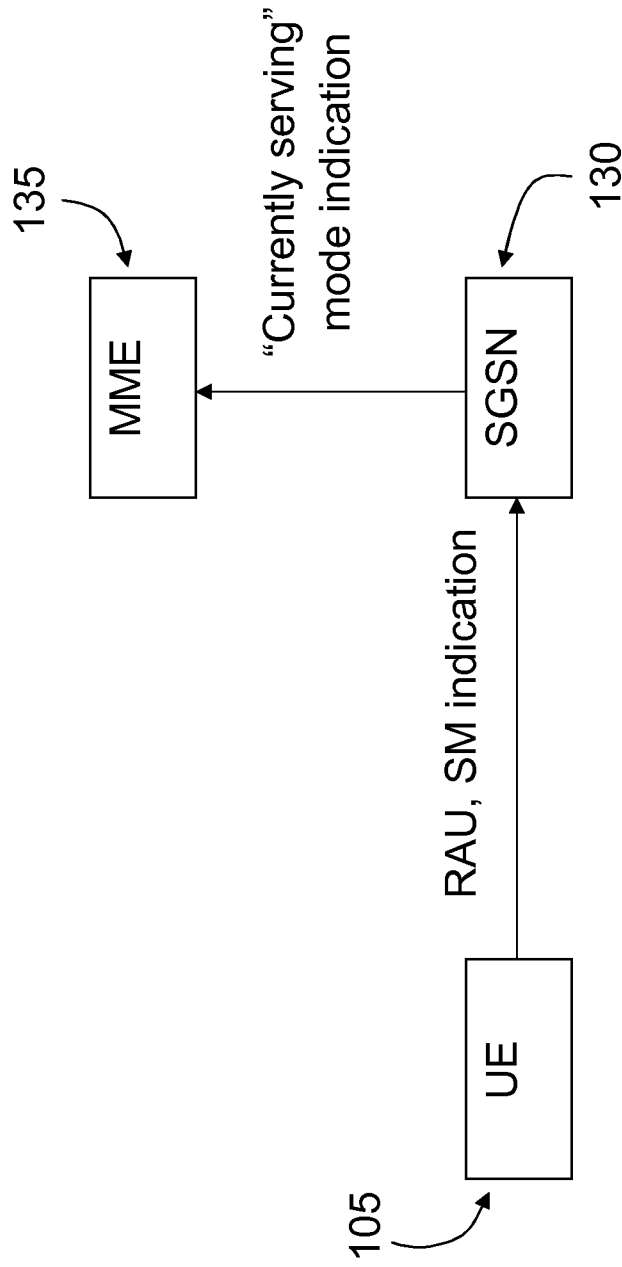 135
MME
“Currently serving”
mode indication
130
SGSN
RAU, SM indication
UE
105